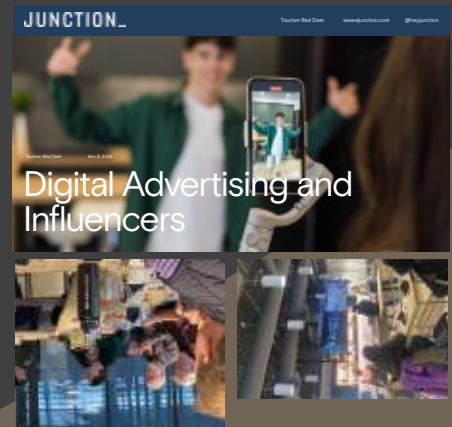 JUNCTION_
Tourism Red Deer wearejunction.com @heyjunction
Tourism Red Deer Nov 6, 2024
Digital Advertising and
Influencers